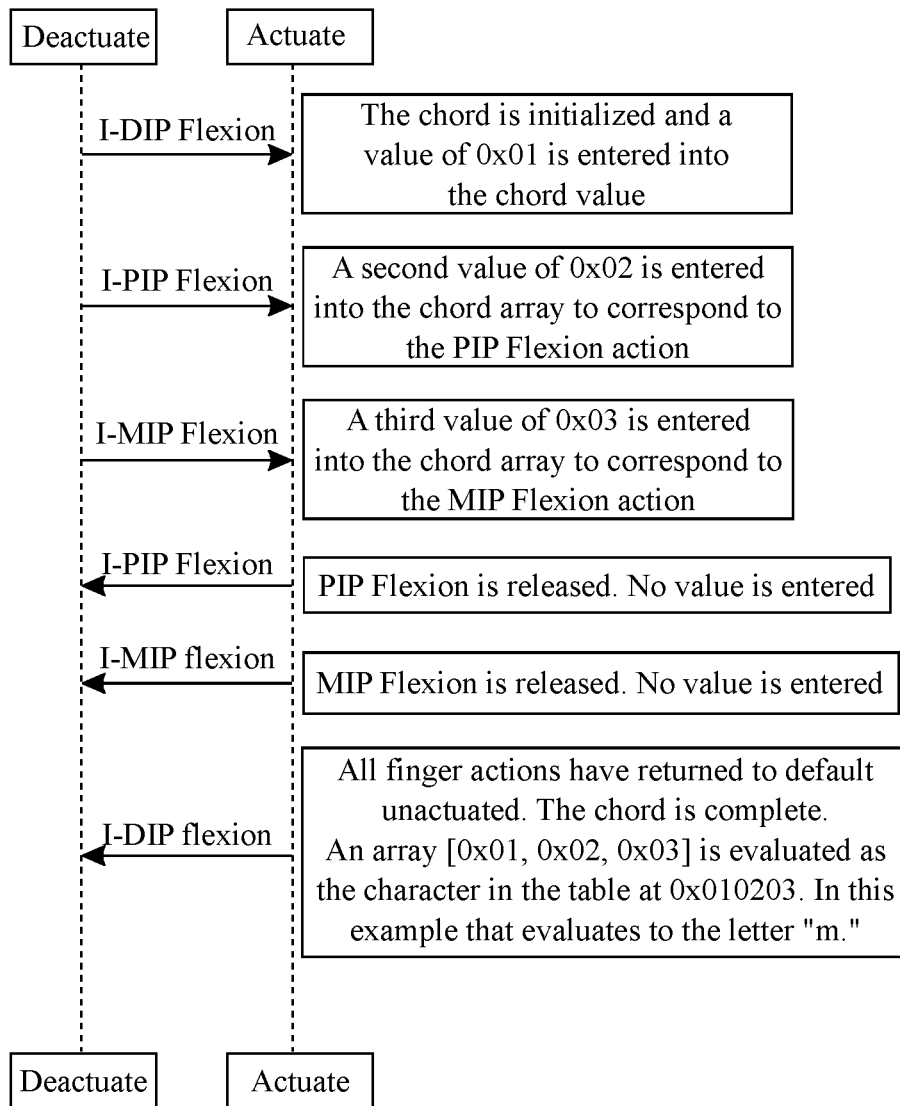 Deactuate
Actuate
I-DIP Flexion
The chord is initialized and a
value of 0x01 is entered into
the chord value
I-PIP Flexion
A second value of 0x02 is entered
into the chord array to correspond to
the PIP Flexion action
I-MIP Flexion
A third value of 0x03 is entered
into the chord array to correspond to
the MIP Flexion action
I-PIP Flexion
PIP Flexion is released. No value is entered
I-MIP flexion
MIP Flexion is released. No value is entered
I-DIP flexion
All finger actions have returned to default
unactuated. The chord is complete.
An array [0x01, 0x02, 0x03] is evaluated as
the character in the table at 0x010203. In this
example that evaluates to the letter "m."
Deactuate
Actuate